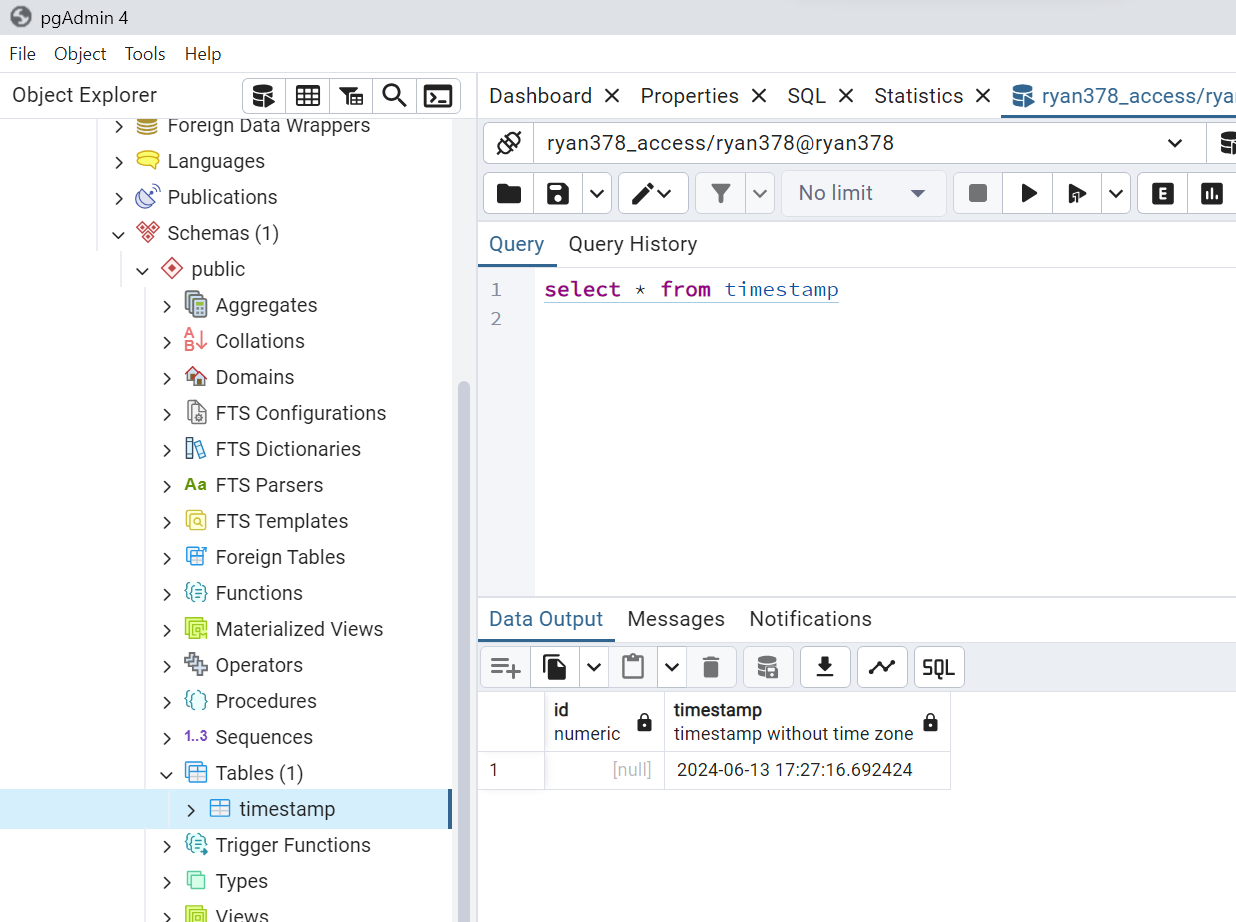 pgAdmin 4
File Object Tools Help
Object Explorer
Foreign Data Wrappers
Languages
Publications
Schemas (1)
public
Aggregates
Collations
Domains
FTS Configurations
FTS Dictionaries
Aa FTS Parsers
FTS Templates
Foreign Tables
Functions
Materialized Views
Operators
Procedures
1..3 Sequences
Tables (1)
timestamp
Trigger Functions
Types
Views
Dashboard Properties SQL Statistics ryan378_access/rya
ryan378_access/ryan378@ryan378
No limit E
Query Query History
1 select * from timestamp
2
Data Output Messages Notifications
SQL
id timestamp
numeric timestamp without time zone
1 [null] 2024-06-13 17:27:16.692424